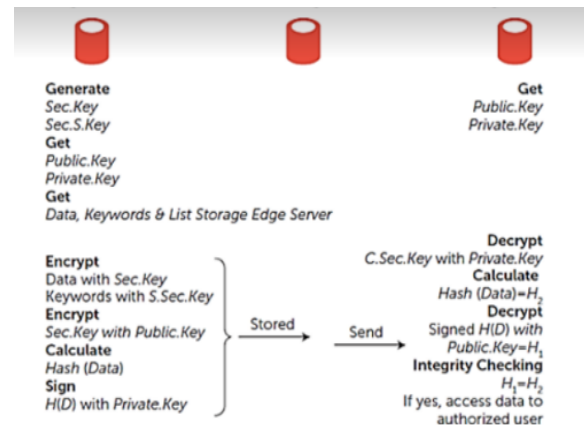 Generate
Sec.Key
Sec.S.Key
Get
Public.Key
Private.Key
Get
Data, Keywords & List Storage Edge Server
Get
Public.Key
Private.Key
Encrypt
Data with Sec.Key
Keywords with S.Sec.Key
Encrypt
Sec.Key with Public.Key
Calculate
Hash (Data)
Sign
H(D) with Private.Key
Stored
Send
Decrypt
C.Sec.Key with Private.Key
Calculate
Hash (Data)=H₂
Decrypt
Signed H(D) with
Public.Key=H₁
Integrity Checking
H₁=H₂
If yes, access data to
authorized user